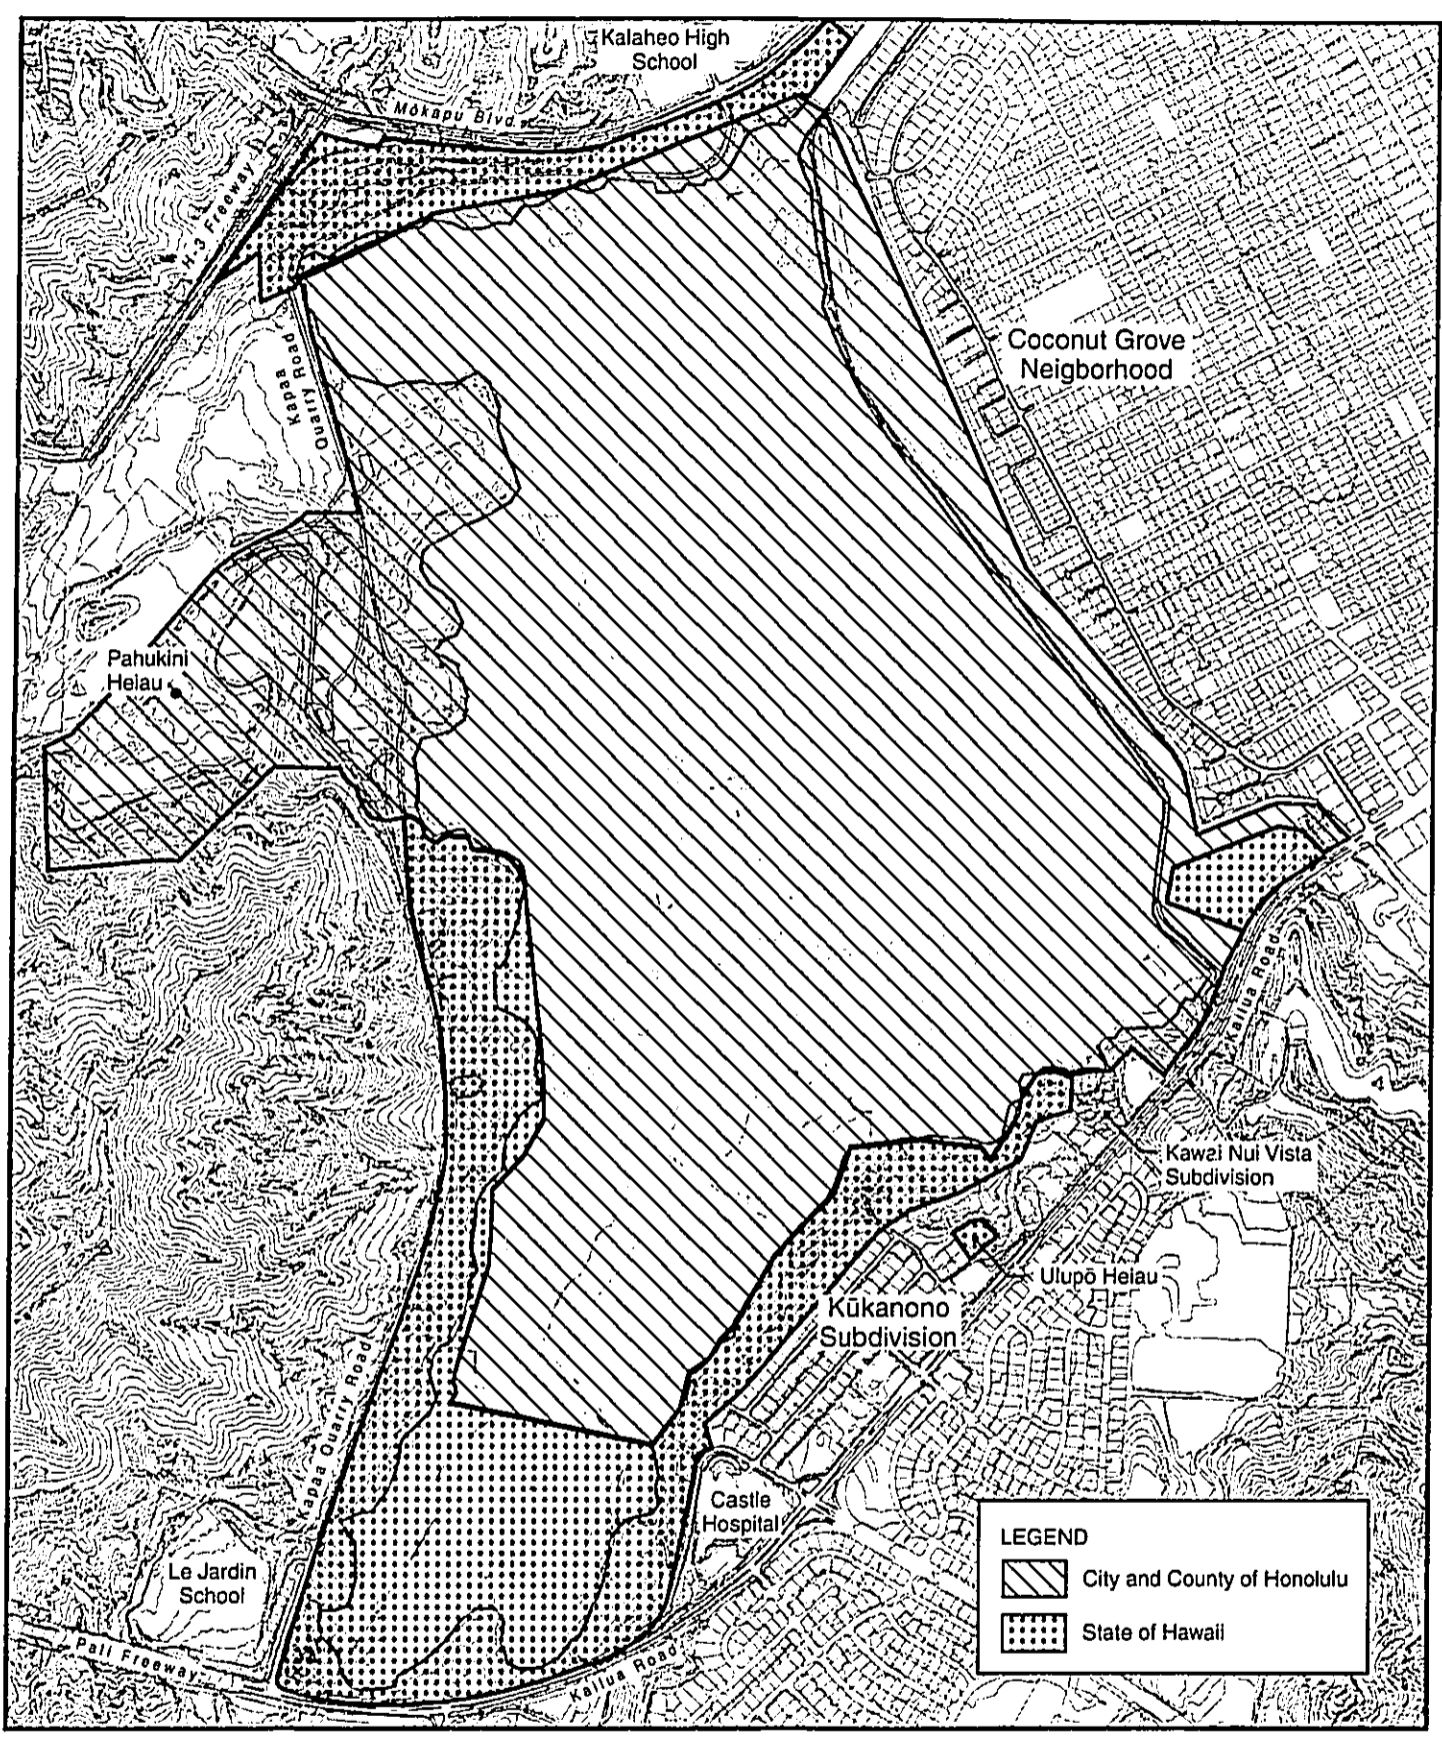 Kalaheo High
School
Mōkapu Blvd.
H-3 Freeway
Kapaa
Quarry Road
Coconut Grove
Neigborhood
Pahukini
Heiau
Kailua Road
Kawai Nui Vista
Subdivision
Ulupō Heiau
Kūkanono
Subdivision
Kapaa Quarry Road
Castle
Hospital
Le Jardin
School
Pali Freeway
Kailua Road
LEGEND
City and County of Honolulu
State of Hawaii